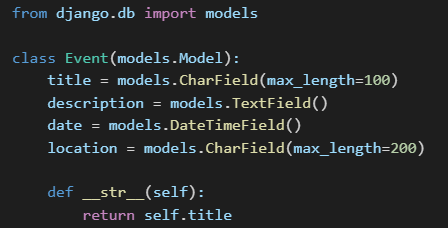 from django.db import models
class Event(models.Model):
    title = models.CharField(max_length=100)
    description = models.TextField()
    date = models.DateTimeField()
    location = models.CharField(max_length=200)
    def __str__(self):
        return self.title